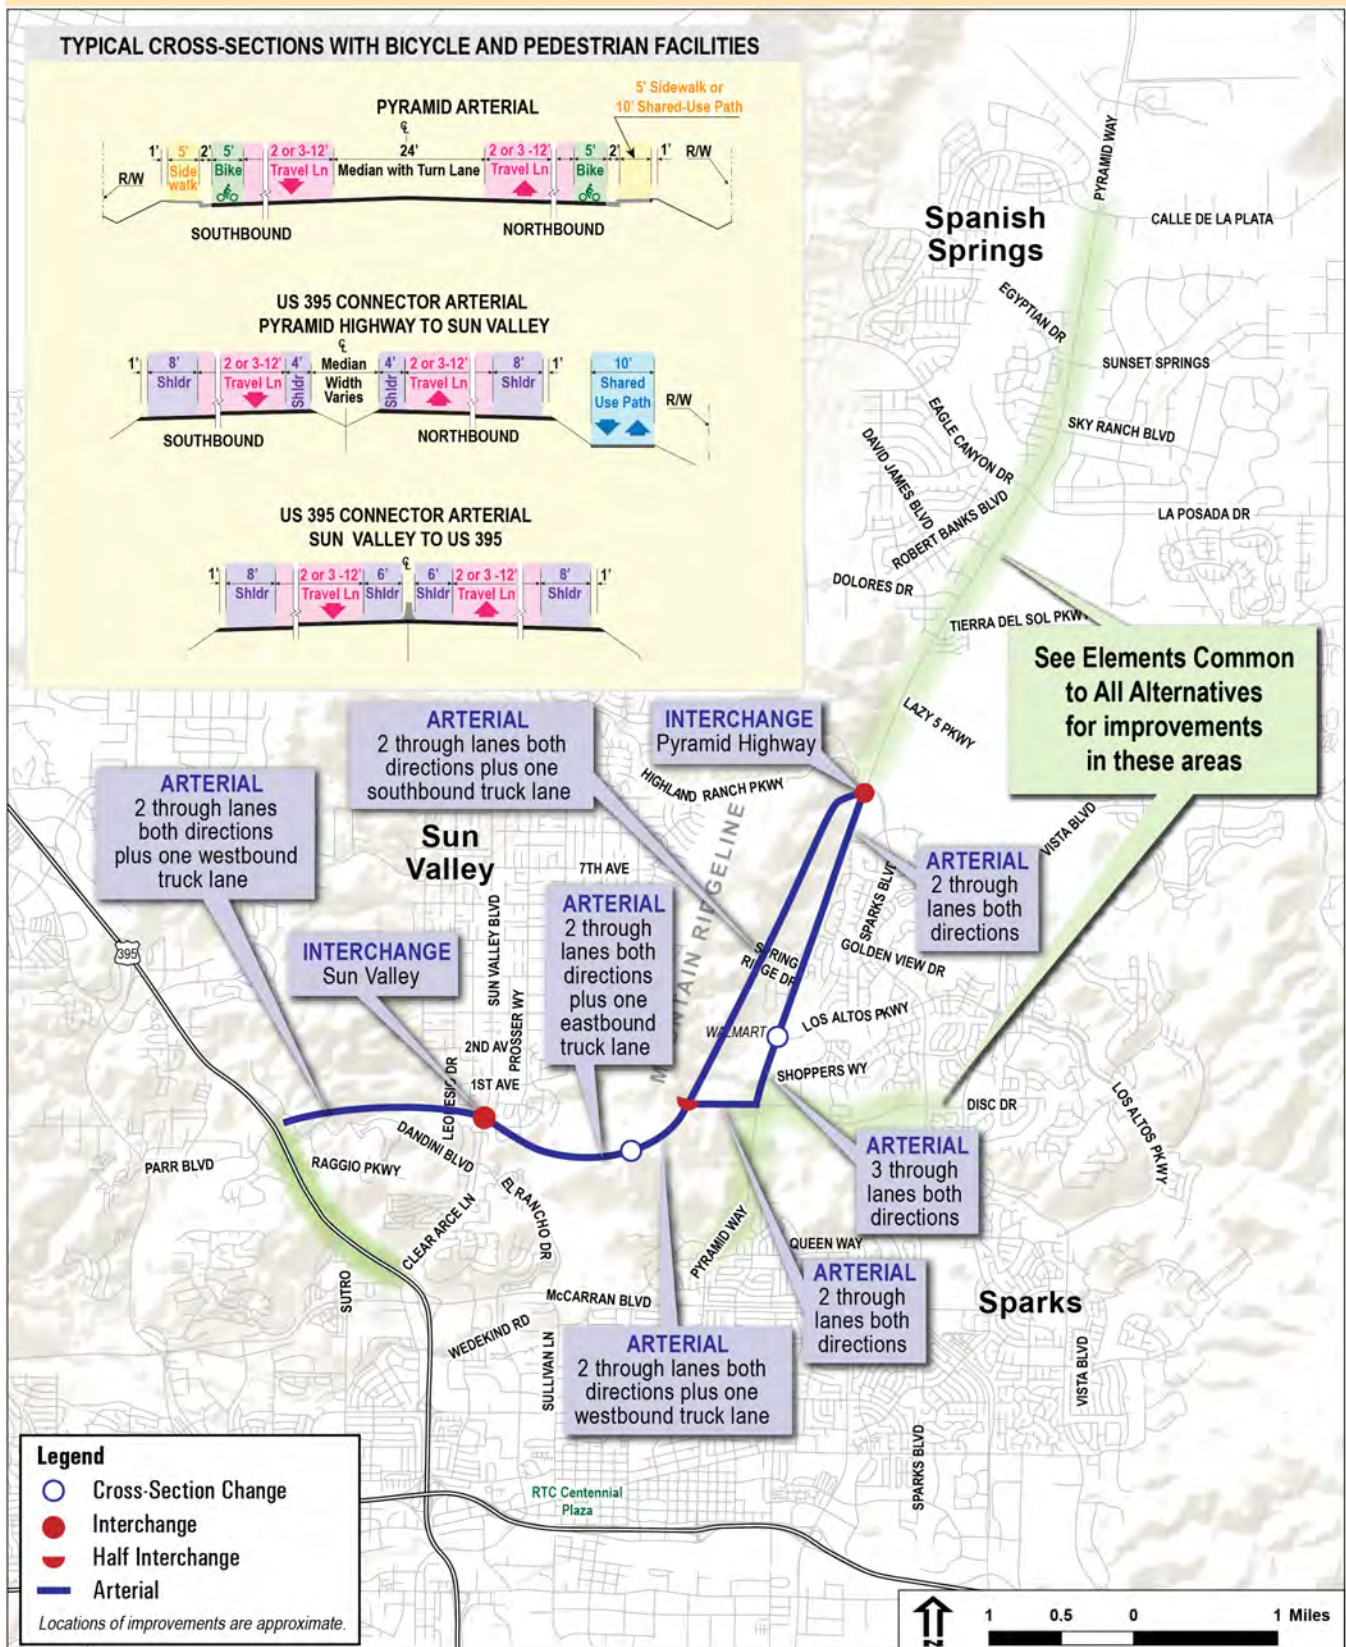 TYPICAL CROSS-SECTIONS WITH BICYCLE AND PEDESTRIAN FACILITIES
5' Sidewalk or
10' Shared-Use Path
PYRAMID ARTERIAL
1' 5' 2' 5' 2 or 3-12' 24' 2 or 3 -12' 5' 2' 1' R/W
R/W Side walk Bike Travel Ln Median with Turn Lane Travel Ln Bike
SOUTHBOUND NORTHBOUND
US 395 CONNECTOR ARTERIAL
PYRAMID HIGHWAY TO SUN VALLEY
1' 8' 2 or 3-12' 4' Median 4' 2 or 3-12' 8' 1' 10'
Shldr Travel Ln Shldr Width Varies Shldr Travel Ln Shldr Shared Use Path R/W
SOUTHBOUND NORTHBOUND
US 395 CONNECTOR ARTERIAL
SUN VALLEY TO US 395
1' 8' 2 or 3 -12' 6' 6' 2 or 3 -12' 8' 1'
Shldr Travel Ln Shldr Shldr Travel Ln Shldr
PYRAMID WAY
Spanish
Springs
CALLE DE LA PLATA
EGYPTIAN DR
SUNSET SPRINGS
EAGLE CANYON DR
SKY RANCH BLVD
DAVID JAMES BLVD
ROBERT BANKS BLVD
LA POSADA DR
DOLORES DR
TIERRA DEL SOL PKWY
See Elements Common
to All Alternatives
for improvements
in these areas
LAZY 5 PKWY
ARTERIAL
2 through lanes both
directions plus one
southbound truck lane
INTERCHANGE
Pyramid Highway
HIGHLAND RANCH PKWY
ARTERIAL
2 through lanes
both directions
plus one westbound
truck lane
Sun
Valley
7TH AVE
MOUNTAIN RIDGELINE
VISTA BLVD
SPARKS BLVD
ARTERIAL
2 through
lanes both
directions
ARTERIAL
2 through
lanes both
directions
plus one
eastbound
truck lane
SUN VALLEY BLVD
395
INTERCHANGE
Sun Valley
SPRING
RIDGE DR
GOLDEN VIEW DR
PROSSER WY
2ND AV
1ST AVE
LEONESIO DR
WALMART
LOS ALTOS PKWY
SHOPPERS WY
DISC DR
LOS ALTOS PKWY
DANDINI BLVD
PARR BLVD
RAGGIO PKWY
EL RANCHO DR
CLEAR ARCE LN
ARTERIAL
3 through
lanes both
directions
PYRAMID WAY
QUEEN WAY
ARTERIAL
2 through
lanes both
directions
SUTRO
McCARRAN BLVD
WEDEKIND RD
Sparks
SULLIVAN LN
ARTERIAL
2 through lanes both
directions plus one
westbound truck lane
VISTA BLVD
SPARKS BLVD
RTC Centennial
Plaza
Legend
Cross-Section Change
Interchange
Half Interchange
Arterial
Locations of improvements are approximate.
N
1 0.5 0 1 Miles